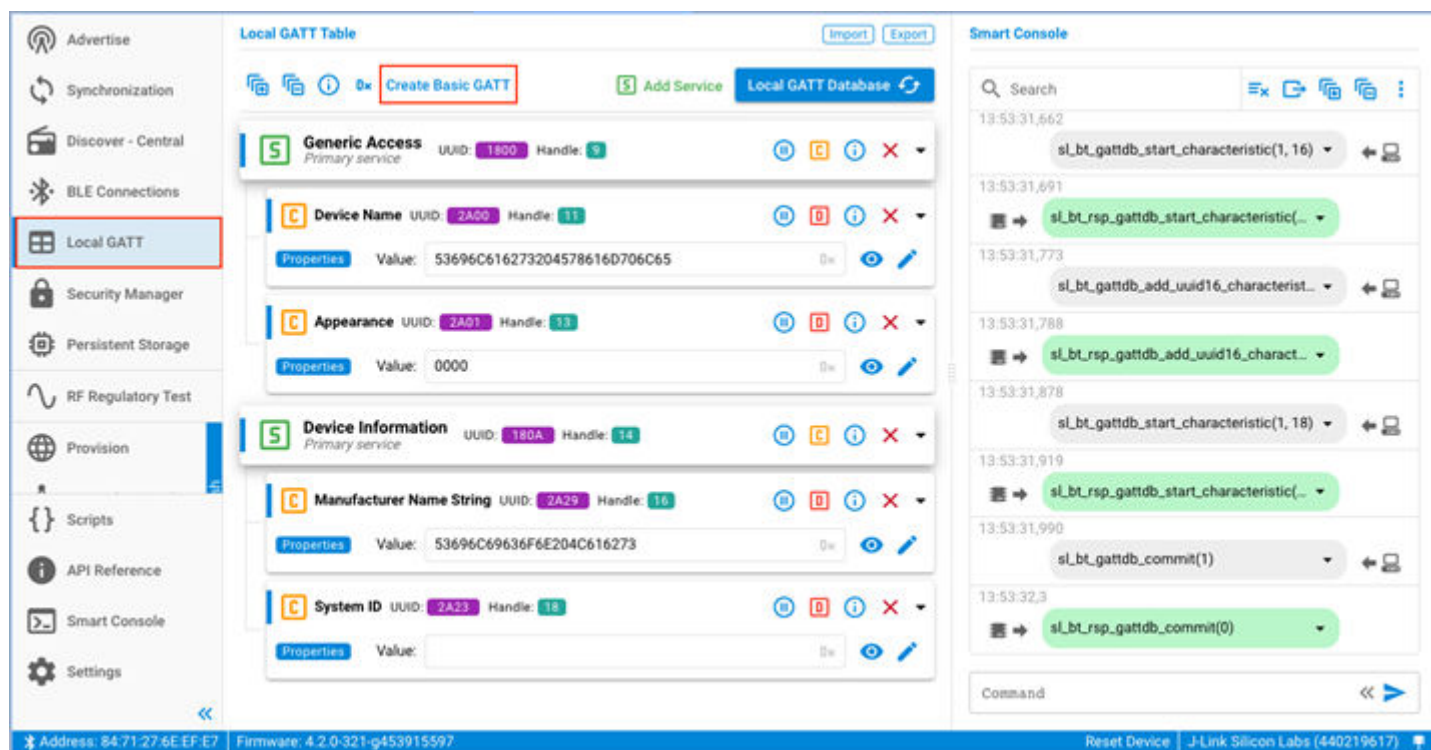 Advertise
Synchronization
Discover - Central
BLE Connections
Local GATT
Security Manager
Persistent Storage
RF Regulatory Test
Provision
Scripts
API Reference
Smart Console
Settings
Local GATT Table
Import Export
Create Basic GATT
S Add Service
Local GATT Database
S Generic Access UUID: 1800 Handle: 9
Primary service
C
C Device Name UUID: 2A00 Handle: 11
D
Properties Value: 53696C616273204578616D706C65
C Appearance UUID: 2A01 Handle: 13
D
Properties Value: 0000
S Device Information UUID: 180A Handle: 14
Primary service
C
C Manufacturer Name String UUID: 2A29 Handle: 16
D
Properties Value: 53696C69636F6E204C616273
C System ID UUID: 2A23 Handle: 18
D
Properties Value:
Smart Console
Search
13:53:31,662
sl_bt_gattdb_start_characteristic(1, 16)
13:53:31,691
sl_bt_rsp_gattdb_start_characteristic(...
13:53:31,773
sl_bt_gattdb_add_uuid16_characterist...
13:53:31,788
sl_bt_rsp_gattdb_add_uuid16_charact...
13:53:31,878
sl_bt_gattdb_start_characteristic(1, 18)
13:53:31,919
sl_bt_rsp_gattdb_start_characteristic(...
13:53:31,990
sl_bt_gattdb_commit(1)
13:53:32,3
sl_bt_rsp_gattdb_commit(0)
Command
Address: 84:71:27:6E:EF:E7 Firmware: 4.2.0-321-g453915597
Reset Device J-Link Silicon Labs (440219617)